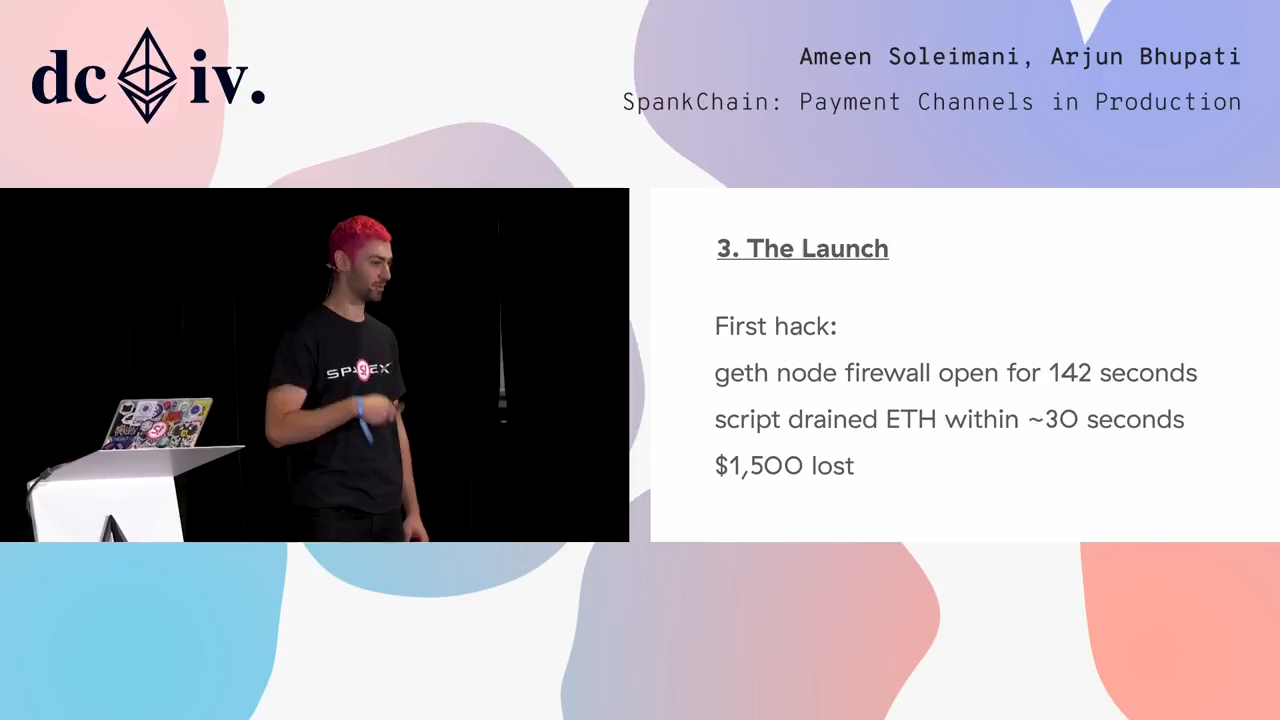 dc iv.
Ameen Soleimani, Arjun Bhupati
SpankChain: Payment Channels in Production
3. The Launch
First hack:
geth node firewall open for 142 seconds
script drained ETH within ~30 seconds
$1,500 lost